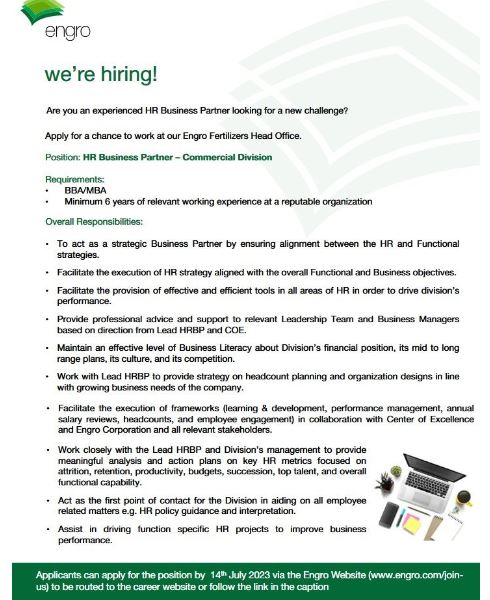 engro
we're hiring!
Are you an experienced HR Business Partner looking for a new challenge?
Apply for a chance to work at our Engro Fertilizers Head Office.
Position: HR Business Partner – Commercial Division
Requirements:
• BBA/MBA
• Minimum 6 years of relevant working experience at a reputable organization
Overall Responsibilities:
• To act as a strategic Business Partner by ensuring alignment between the HR and Functional
strategies.
• Facilitate the execution of HR strategy aligned with the overall Functional and Business objectives.
• Facilitate the provision of effective and efficient tools in all areas of HR in order to drive division's
performance.
• Provide professional advice and support to relevant Leadership Team and Business Managers
based on direction from Lead HRBP and COE.
• Maintain an effective level of Business Literacy about Division's financial position, its mid to long
range plans, its culture, and its competition.
• Work with Lead HRBP to provide strategy on headcount planning and organization designs in line
with growing business needs of the company.
• Facilitate the execution of frameworks (learning & development, performance management, annual
salary reviews, headcounts, and employee engagement) in collaboration with Center of Excellence
and Engro Corporation and all relevant stakeholders.
• Work closely with the Lead HRBP and Division's management to provide
meaningful analysis and action plans on key HR metrics focused on
attrition, retention, productivity, budgets, succession, top talent, and overall
functional capability.
• Act as the first point of contact for the Division in aiding on all employee
related matters e.g. HR policy guidance and interpretation.
• Assist in driving function specific HR projects to improve business
performance.
Applicants can apply for the position by 14th July 2023 via the Engro Website (www.engro.com/join-
us) to be routed to the career website or follow the link in the caption